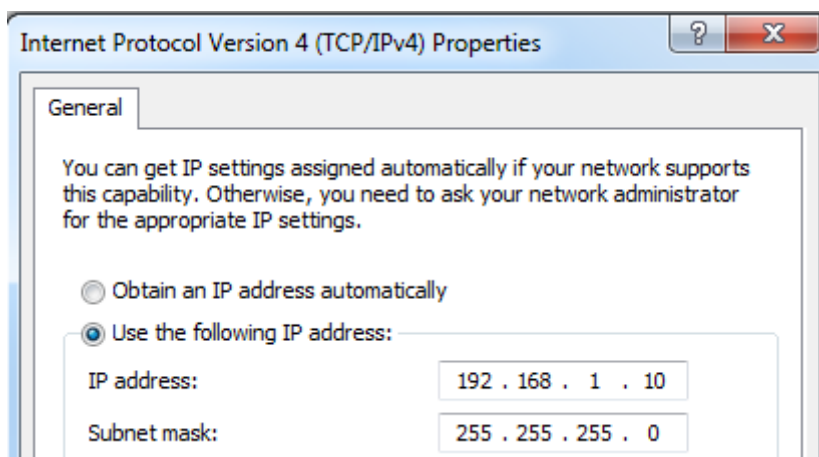 Internet Protocol Version 4 (TCP/IPv4) Properties
General
You can get IP settings assigned automatically if your network supports
this capability. Otherwise, you need to ask your network administrator
for the appropriate IP settings.
Obtain an IP address automatically
Use the following IP address:
IP address: 192 . 168 . 1 . 10
Subnet mask: 255 . 255 . 255 . 0